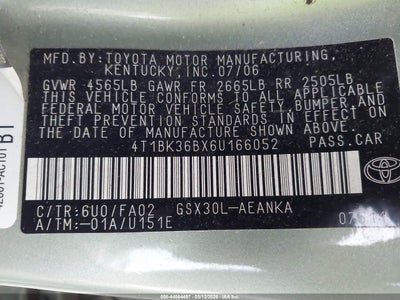 MFD.BY:TOYOTA MOTOR MANUFACTURING,
KENTUCKY,INC.07/06
GVWR 4565LB GAWR FR 2665LB RR 2505LB
THIS VEHICLE CONFORMS TO ALL APPLICABLE
FEDERAL MOTOR VEHICLE SAFETY, BUMPER, AND
THEFT PREVENTION STANDARDS IN EFFECT ON
THE DATE OF MANUFACTURE SHOWN ABOVE.
4T1BK36BX6U166052 PASS.CAR
C/TR:6U0/FA02 GSX30L-AEANKA
A/TM:-01A/U151E
TOYOTA